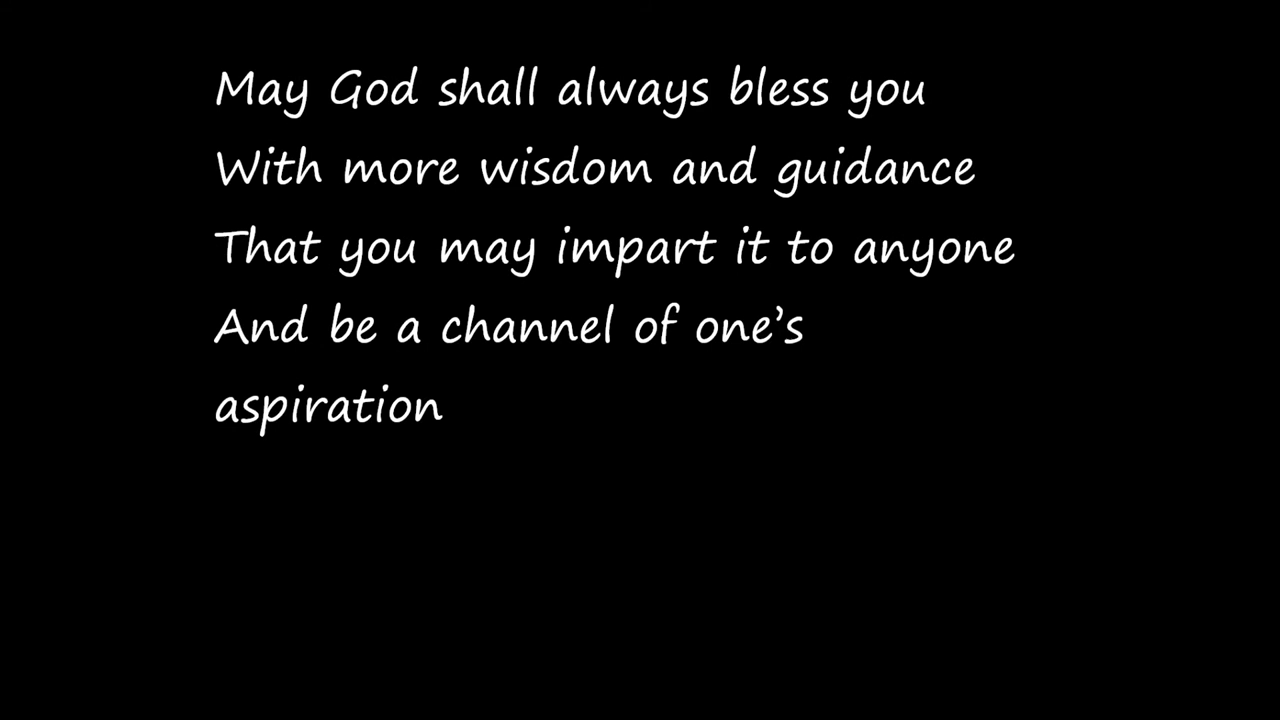 May God shall always bless you
With more wisdom and guidance
That you may impart it to anyone
And be a channel of one’s
aspiration